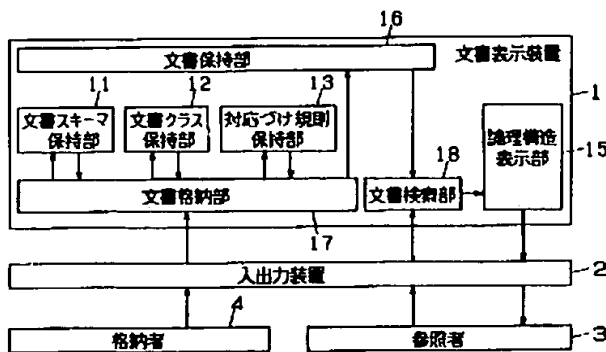 16
文書保持部
文書表示装置
11
12
13
1
文書スキーマ
保持部
文書クラス
保持部
対応づけ規則
保持部
論理構造
表示部
15
18
文書格納部
文書検索部
17
入出力装置
2
4
格納者
参照者
3